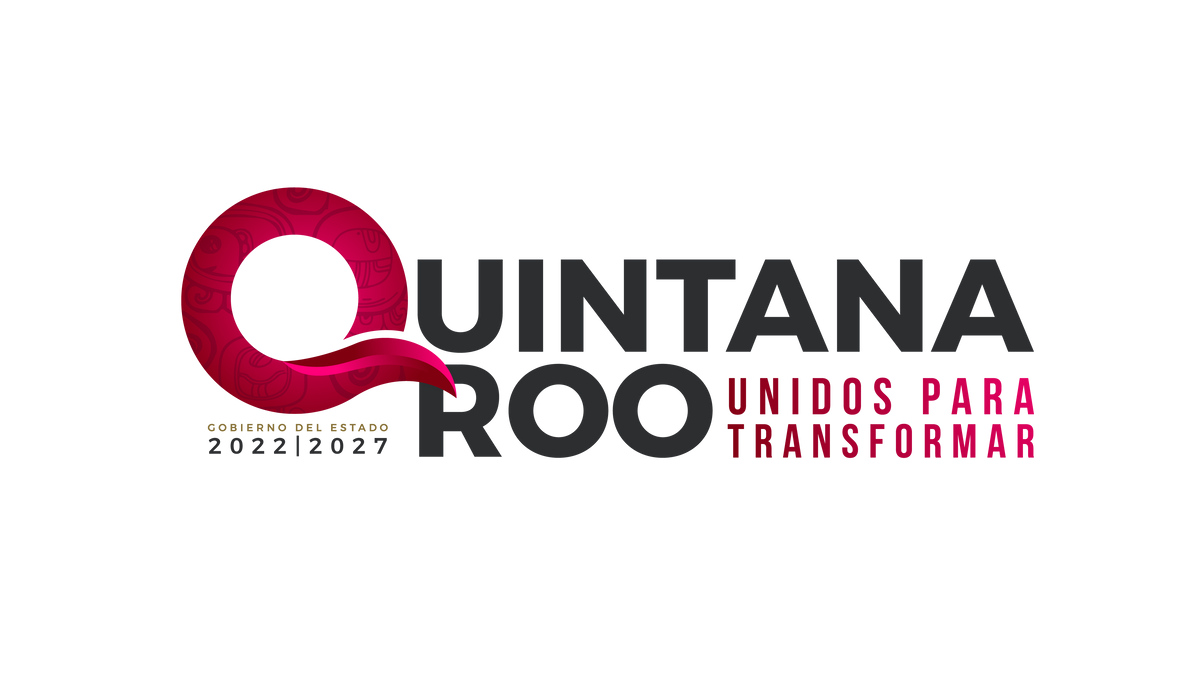 QUINTANA
ROO
UNIDOS PARA
TRANSFORMAR
GOBIERNO DEL ESTADO
2022|2027